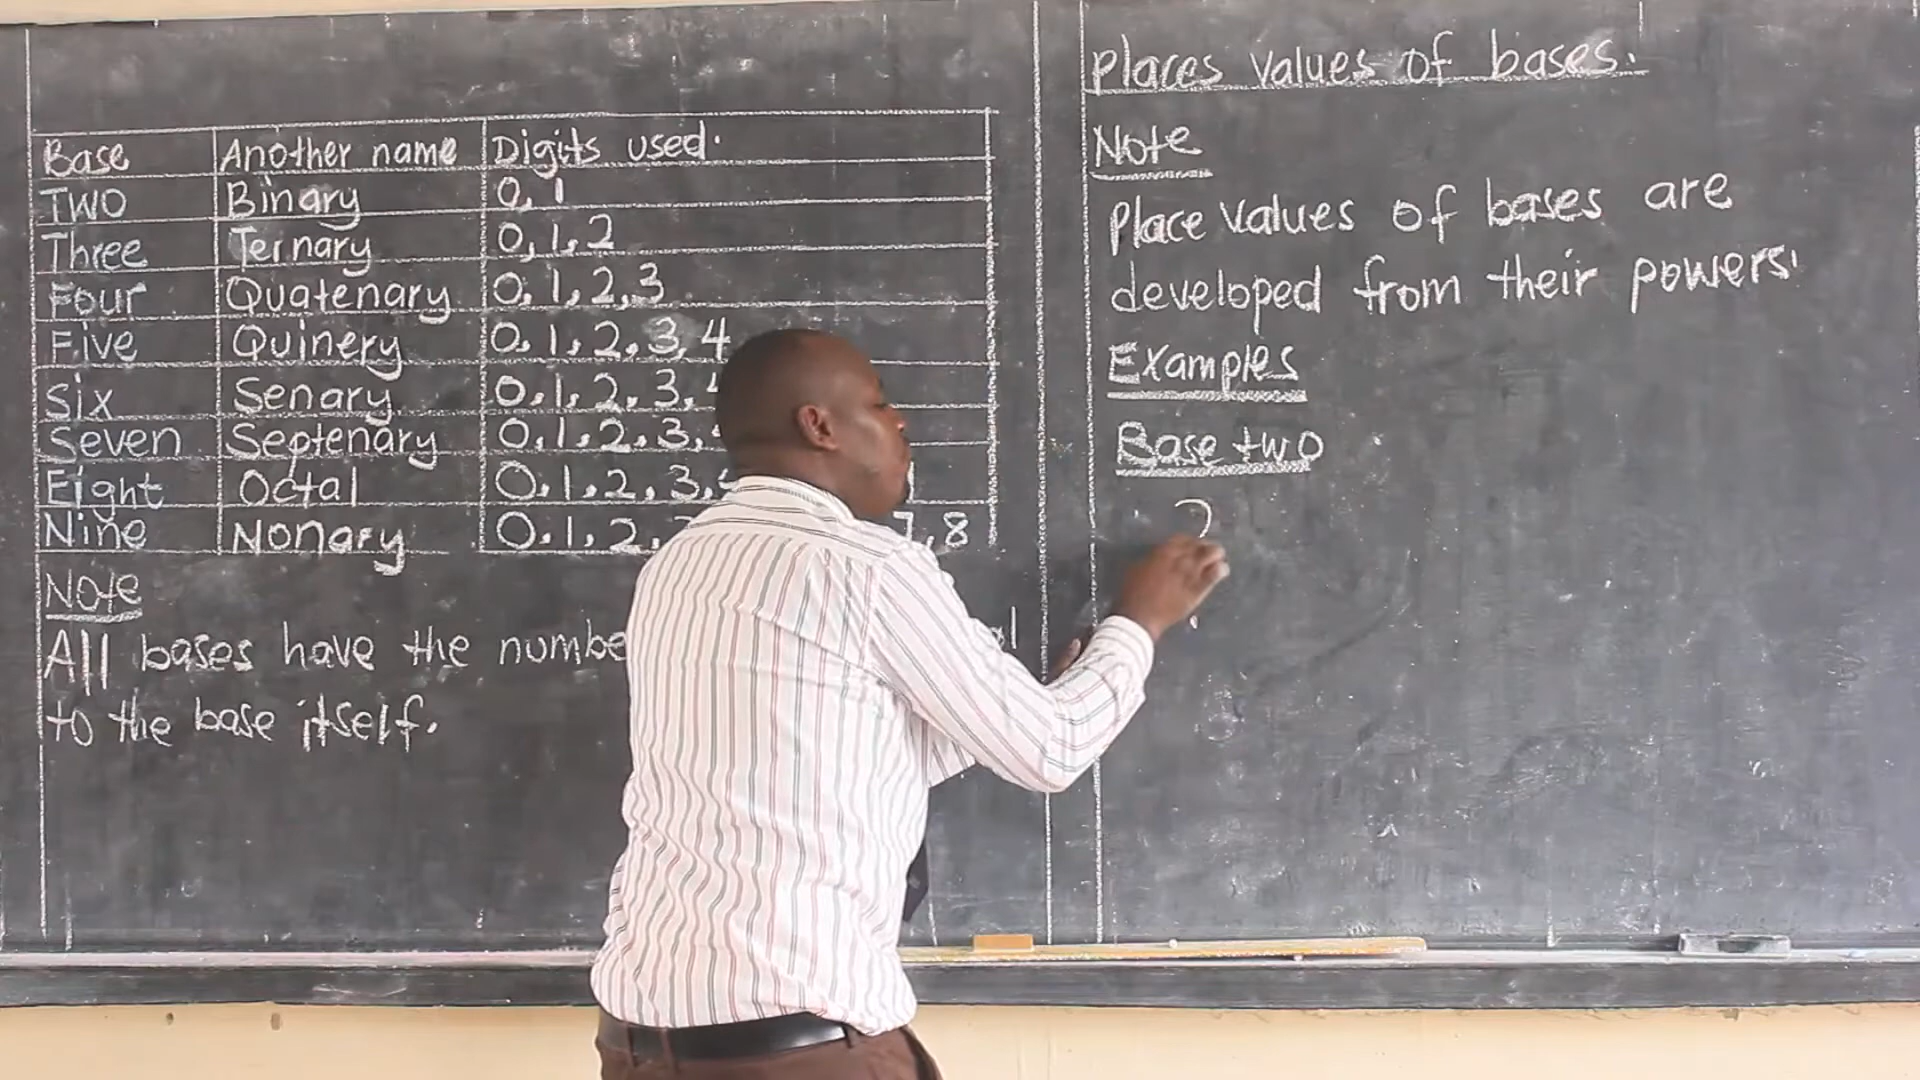 Base Another name Digits used.
Two Binary 0, 1
Three Ternary 0, 1, 2
Four Quatenary 0, 1, 2, 3
Five Quinery 0, 1, 2, 3, 4
Six Senary 0, 1, 2, 3,
Seven Septenary 0, 1, 2, 3,
Eight Octal 0, 1, 2, 3,
Nine Nonary 0, 1, 2, 7, 8
Note
All bases have the
to the base itself.
Places values of bases.
Note
Place values of bases are
developed from their powers.
Examples
Base two
2